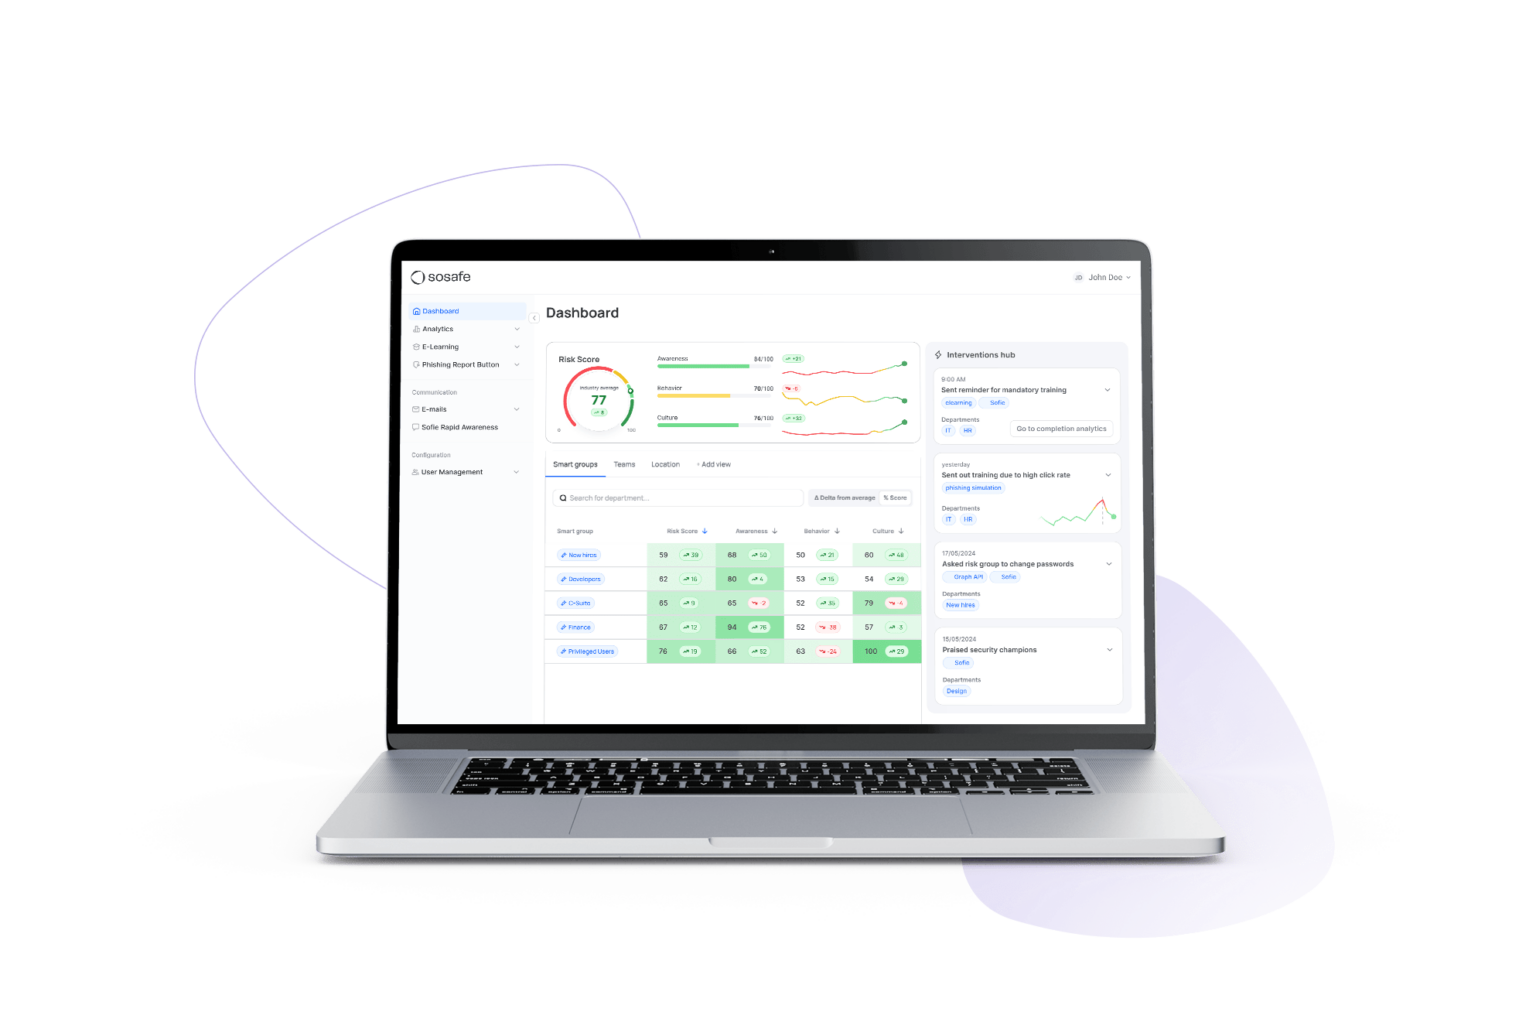 sosafe
JD John Doe
Dashboard
Analytics
E-Learning
Phishing Report Button
Communication
E-mails
Sofie Rapid Awareness
Configuration
User Management
Dashboard
Risk Score
Industry average
77
0 100
Awareness 84/100
Behavior 70/100
Culture 76/100
Smart groups Teams Location + Add view
Search for department...
Δ Delta from average % Score
Smart group Risk Score Awareness Behavior Culture
New hires 59 39 68 50 50 21 60 48
Developers 62 16 80 4 53 15 54 29
C-Suite 65 9 65 -2 52 35 79 -4
Finance 67 12 94 78 52 -38 57 3
Privileged Users 76 19 66 52 63 -24 100 29
Interventions hub
9:00 AM
Sent reminder for mandatory training
elearning Sofie
Departments
IT HR
Go to completion analytics
yesterday
Sent out training due to high click rate
phishing simulation
Departments
IT HR
17/05/2024
Asked risk group to change passwords
Graph API Sofie
Departments
New hires
15/05/2024
Praised security champions
Sofie
Departments
Design